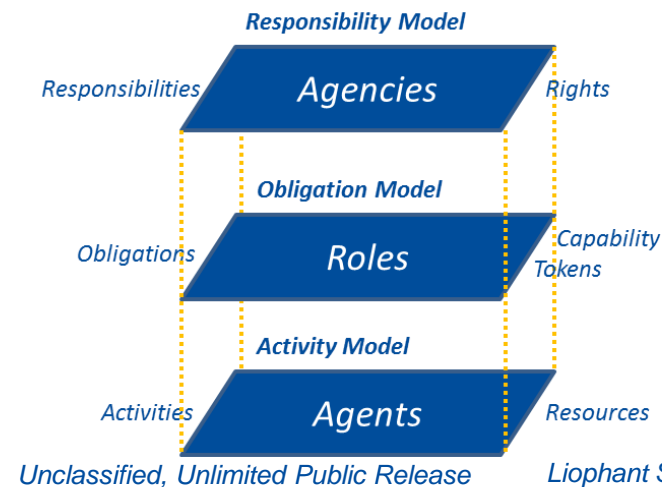 Responsibility Model
Responsibilities Agencies Rights
Obligation Model
Obligations Roles Capability
Tokens
Activity Model
Activities Agents Resources
Unclassified, Unlimited Public Release Liophant